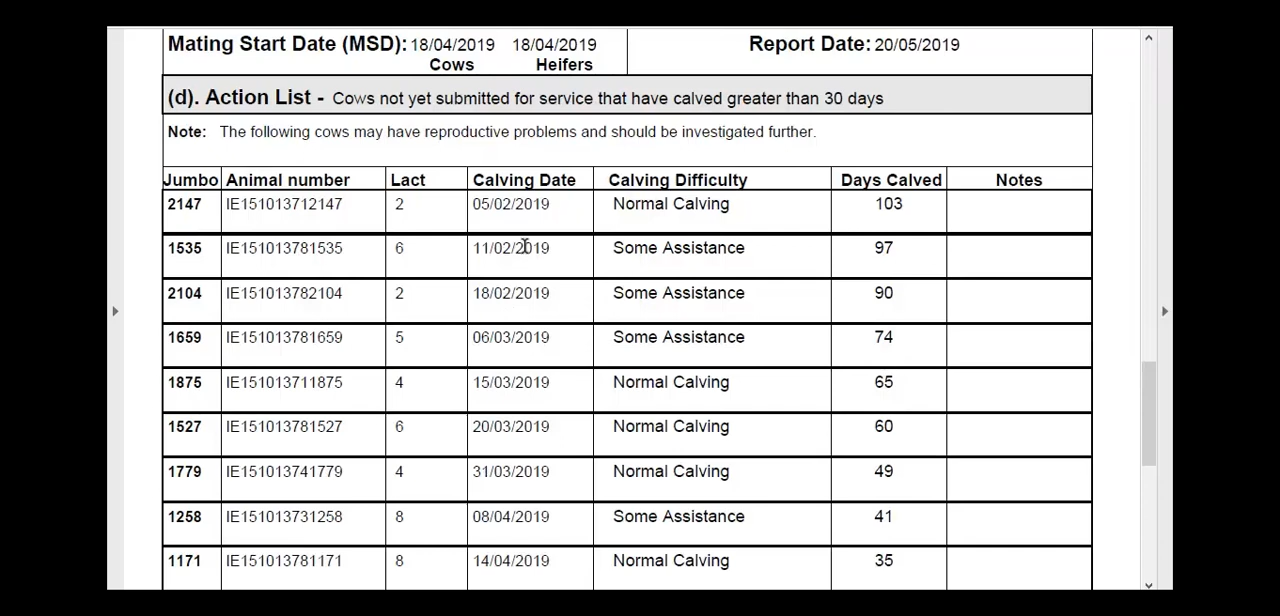 Mating Start Date (MSD): 18/04/2019 18/04/2019 Report Date: 20/05/2019
Cows Heifers
(d). Action List - Cows not yet submitted for service that have calved greater than 30 days
Note: The following cows may have reproductive problems and should be investigated further.
Jumbo Animal number Lact Calving Date Calving Difficulty Days Calved Notes
2147 IE151013712147 2 05/02/2019 Normal Calving 103
1535 IE151013781535 6 11/02/2019 Some Assistance 97
2104 IE151013782104 2 18/02/2019 Some Assistance 90
1659 IE151013781659 5 06/03/2019 Some Assistance 74
1875 IE151013711875 4 15/03/2019 Normal Calving 65
1527 IE151013781527 6 20/03/2019 Normal Calving 60
1779 IE151013741779 4 31/03/2019 Normal Calving 49
1258 IE151013731258 8 08/04/2019 Some Assistance 41
1171 IE151013781171 8 14/04/2019 Normal Calving 35